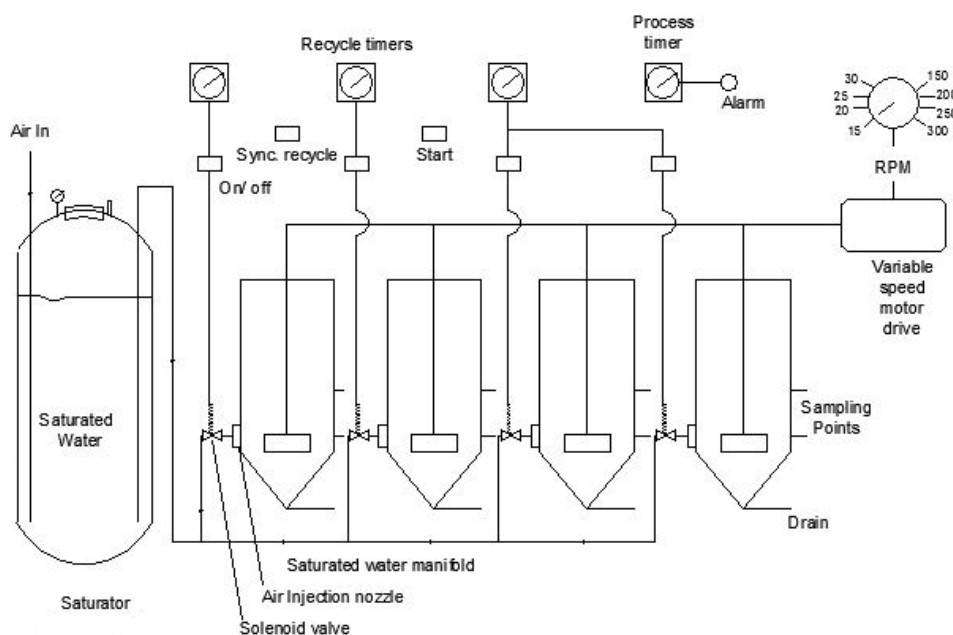 Process
timer
Recycle timers
Alarm
30
25
20
15
150
200
250
300
RPM
Air In
Sync. recycle
Start
On/ off
Variable
speed
motor
drive
Saturated
Water
Sampling
Points
Drain
Saturated water manifold
Air Injection nozzle
Saturator
Solenoid valve